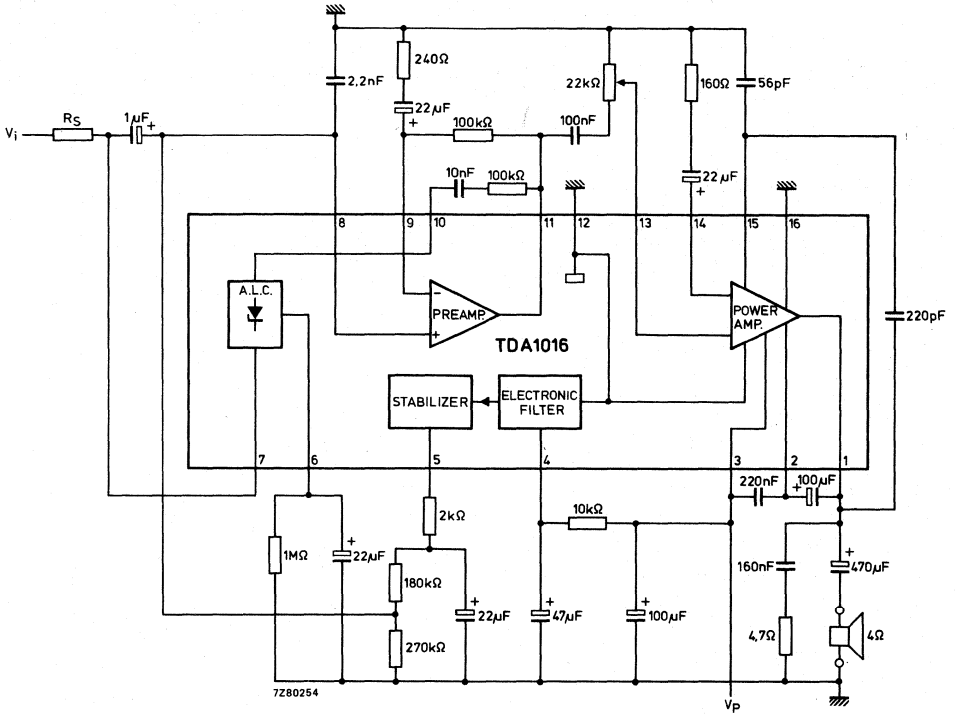 240Ω
2,2nF
22kΩ
160Ω
56pF
22µF
+
1µF
+
Vi
RS
100kΩ
100nF
10nF
100kΩ
22µF
+
8
9
10
11
12
13
14
15
16
A.L.C.
−
PREAMP.
+
POWER
AMP.
220pF
TDA1016
STABILIZER
ELECTRONIC
FILTER
7
6
5
4
3
2
1
220nF
+
100µF
2kΩ
10kΩ
1MΩ
+
22µF
180kΩ
+
22µF
+
47µF
+
100µF
160nF
+
470µF
270kΩ
4,7Ω
4Ω
7Z80254
VP